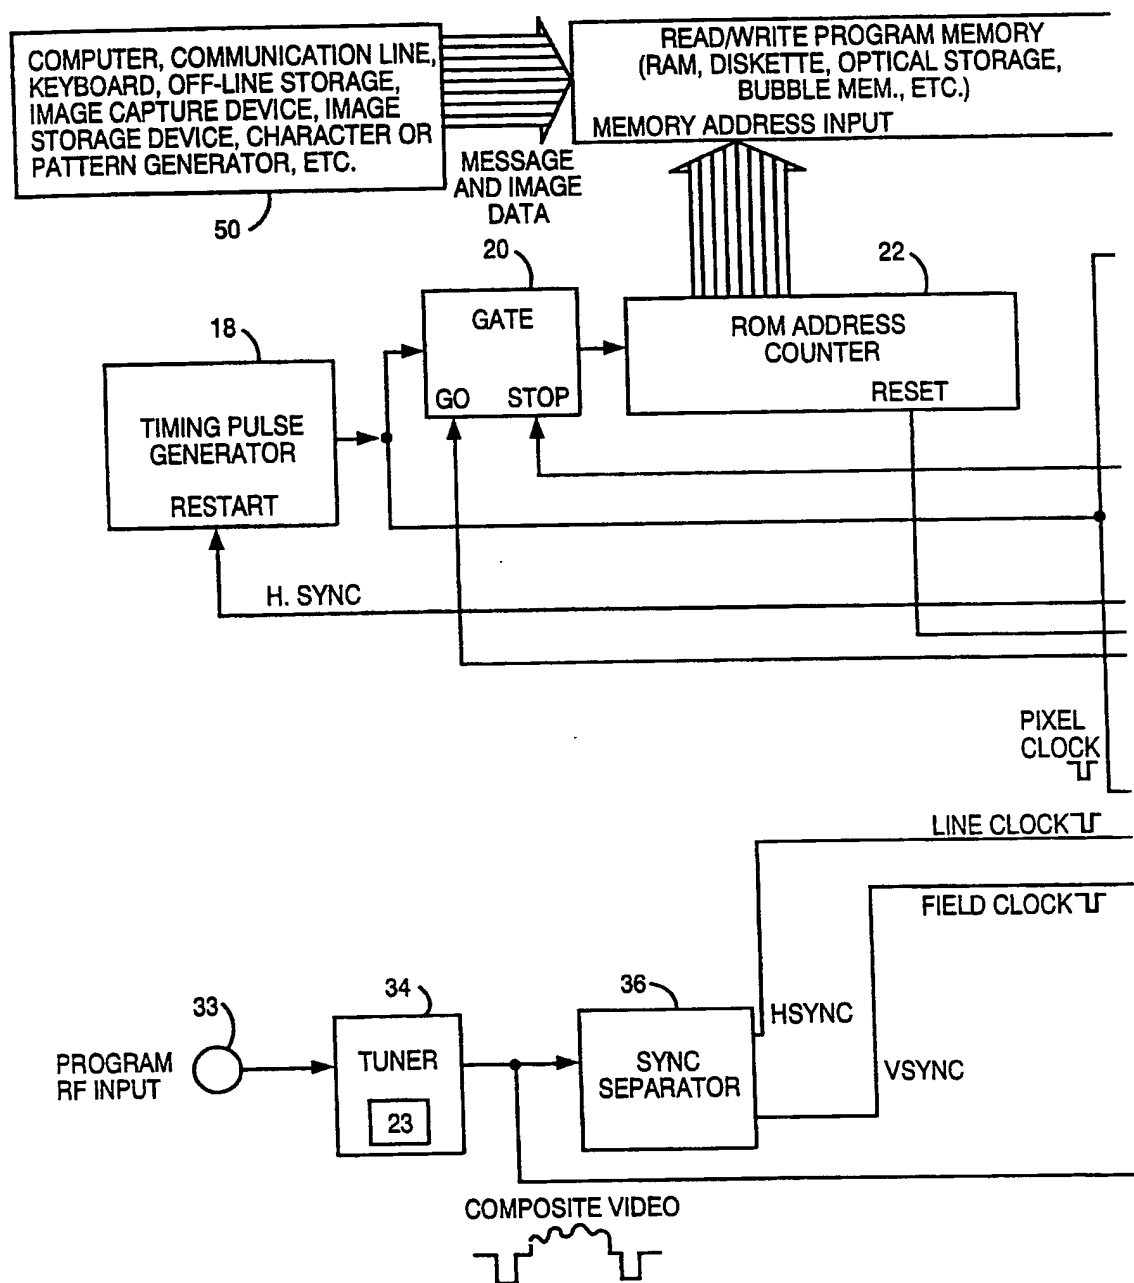 COMPUTER, COMMUNICATION LINE,
KEYBOARD, OFF-LINE STORAGE,
IMAGE CAPTURE DEVICE, IMAGE
STORAGE DEVICE, CHARACTER OR
PATTERN GENERATOR, ETC.
50
MESSAGE
AND IMAGE
DATA
READ/WRITE PROGRAM MEMORY
(RAM, DISKETTE, OPTICAL STORAGE,
BUBBLE MEM., ETC.)
MEMORY ADDRESS INPUT
18
TIMING PULSE
GENERATOR
RESTART
20
GATE
GO STOP
22
ROM ADDRESS
COUNTER
RESET
H. SYNC
PIXEL
CLOCK
LINE CLOCK
FIELD CLOCK
33
PROGRAM
RF INPUT
34
TUNER
23
36
SYNC
SEPARATOR
HSYNC
VSYNC
COMPOSITE VIDEO